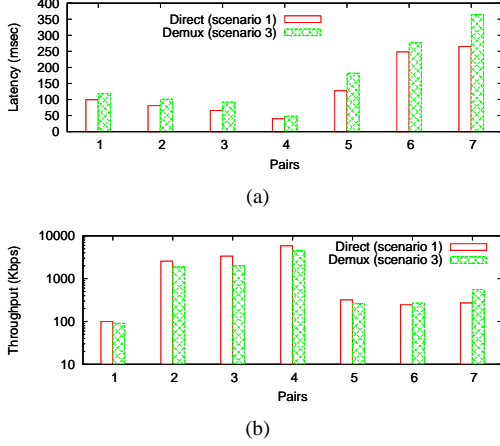 400
350
300
250
200
150
100
50
0
Latency (msec)
Direct (scenario 1)
Demux (scenario 3)
1 2 3 4 5 6 7
Pairs
(a)
10000
1000
100
10
Throughput (Kbps)
Direct (scenario 1)
Demux (scenario 3)
1 2 3 4 5 6 7
Pairs
(b)